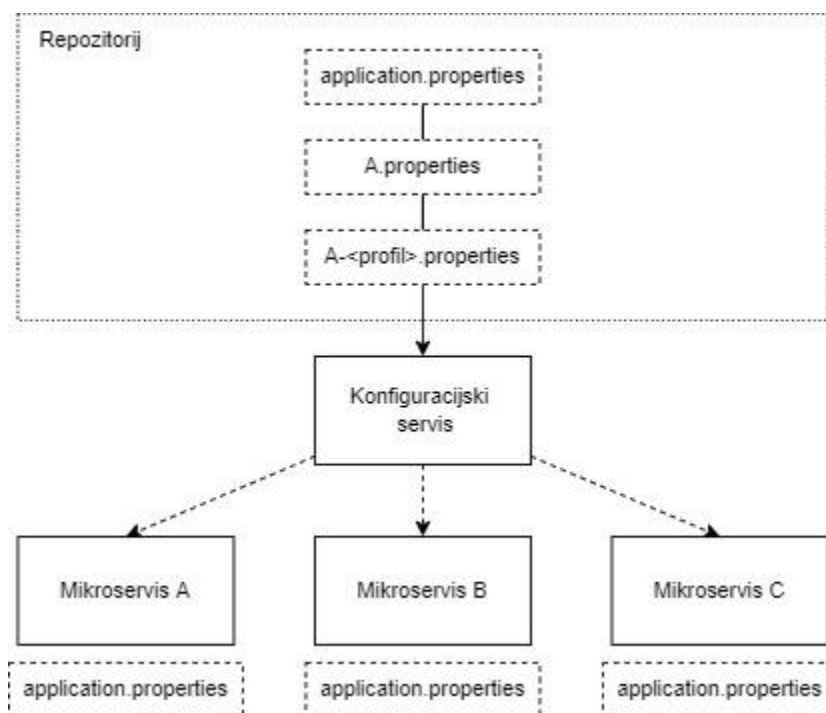 Repozitorij
application.properties
A.properties
A-<profil>.properties
Konfiguracijski
servis
Mikroservis A
Mikroservis B
Mikroservis C
application.properties
application.properties
application.properties